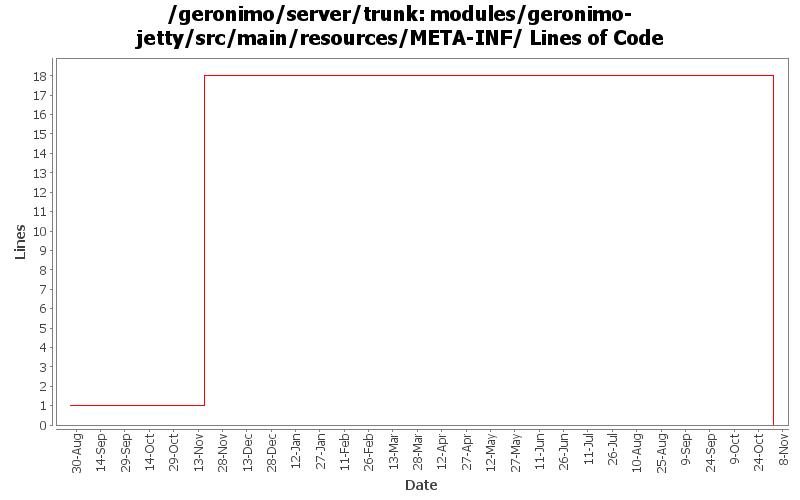 /geronimo/server/trunk: modules/geronimo-
jetty/src/main/resources/META-INF/ Lines of Code
Lines
18
17
16
15
14
13
12
11
10
9
8
7
6
5
4
3
2
1
0
30-Aug
14-Sep
29-Sep
14-Oct
29-Oct
13-Nov
28-Nov
13-Dec
28-Dec
12-Jan
27-Jan
11-Feb
26-Feb
13-Mar
28-Mar
12-Apr
27-Apr
12-May
27-May
11-Jun
26-Jun
11-Jul
26-Jul
10-Aug
25-Aug
9-Sep
24-Sep
9-Oct
24-Oct
8-Nov
Date